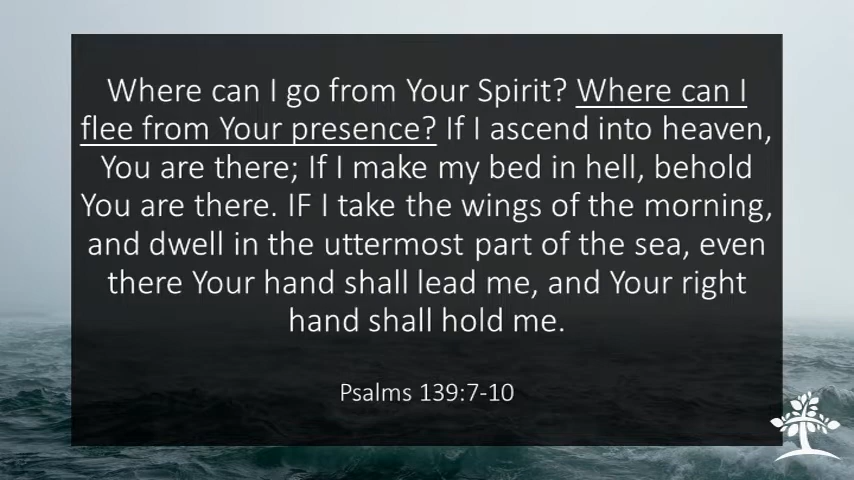 Where can I go from Your Spirit? Where can I
flee from Your presence? If I ascend into heaven,
You are there; If I make my bed in hell, behold
You are there. IF I take the wings of the morning,
and dwell in the uttermost part of the sea, even
there Your hand shall lead me, and Your right
hand shall hold me.
Psalms 139:7-10